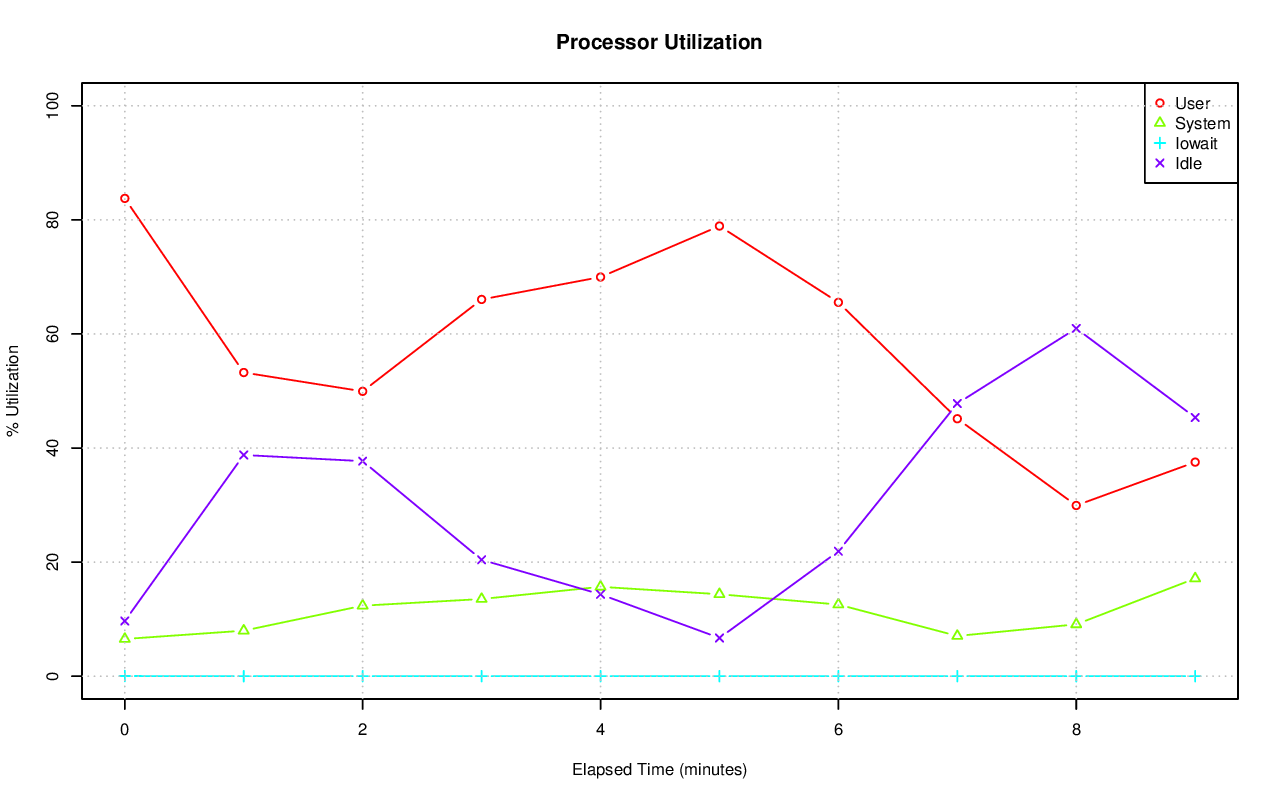 Processor Utilization
100
80
60
40
20
0
% Utilization
User
System
Iowait
Idle
0 2 4 6 8
Elapsed Time (minutes)